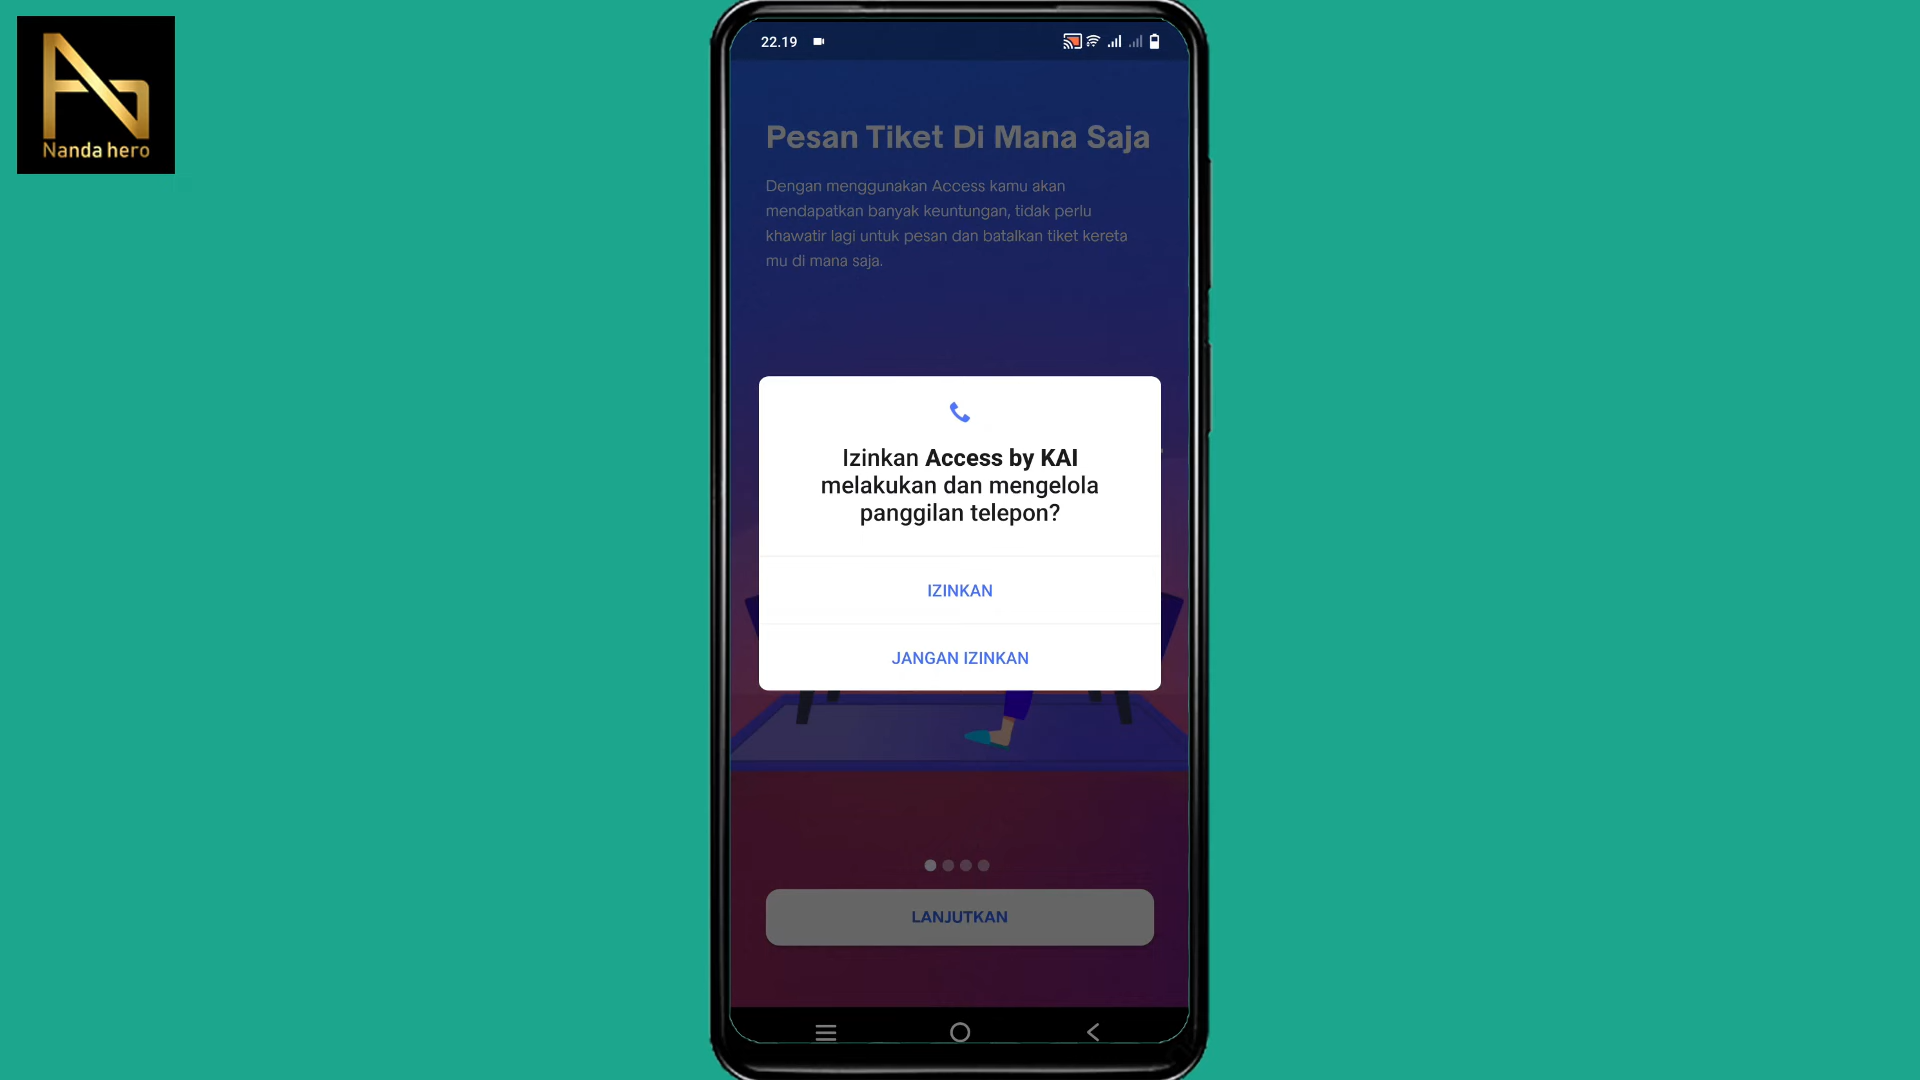 Nanda hero
22.19
Pesan Tiket Di Mana Saja
Dengan menggunakan Access kamu akan
mendapatkan banyak keuntungan, tidak perlu
khawatir lagi untuk pesan dan batalkan tiket kereta
mu di mana saja.
Izinkan Access by KAI
melakukan dan mengelola
panggilan telepon?
IZINKAN
JANGAN IZINKAN
LANJUTKAN